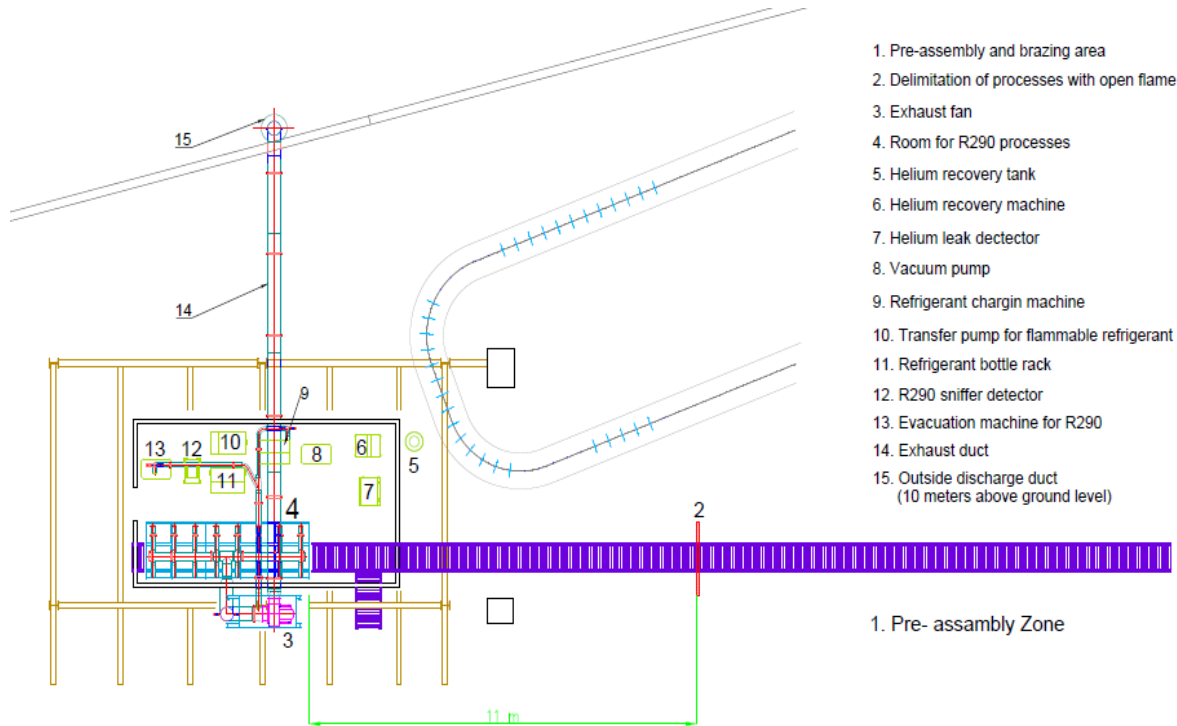 1. Pre-assembly and brazing area
2. Delimitation of processes with open flame
3. Exhaust fan
4. Room for R290 processes
5. Helium recovery tank
6. Helium recovery machine
7. Helium leak dectector
8. Vacuum pump
9. Refrigerant chargin machine
10. Transfer pump for flammable refrigerant
11. Refrigerant bottle rack
12. R290 sniffer detector
13. Evacuation machine for R290
14. Exhaust duct
15. Outside discharge duct
(10 meters above ground level)
15
14
9
13 12 10 8 6 5
11 7
4
2
3
1. Pre- assambly Zone
11 m